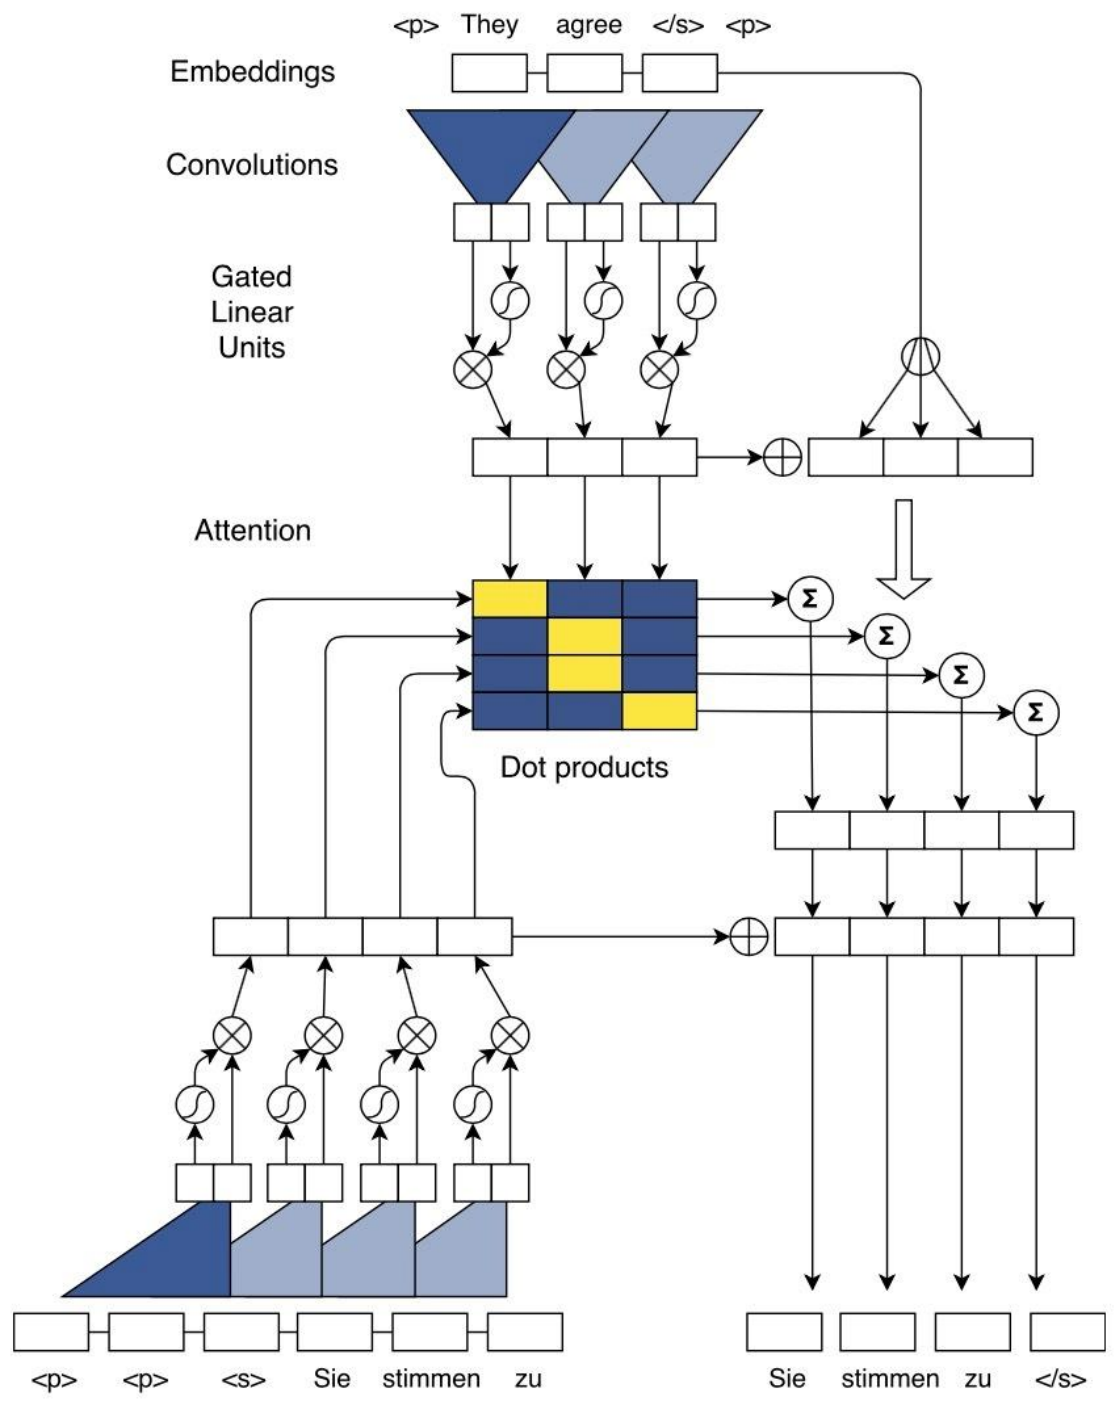 <p> They agree </s> <p>
Embeddings
Convolutions
Gated
Linear
Units
Attention
Σ
Σ
Σ
Σ
Dot products
<p> <p> <s> Sie stimmen zu
Sie stimmen zu </s>